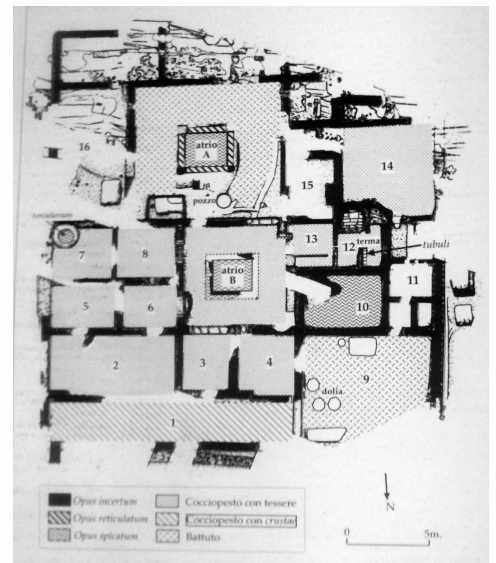 atrio
A
16
14
15
pozzo
torcularium
13
12 terma
tubuli
7
8
atrio
B
11
5
6
10
2
3
4
9
dolia
1
N
Opus incertum
Cocciopesto con tessere
Opus reticulatum
Cocciopesto con crustae
Opus spicatum
Battuto
0 5m.